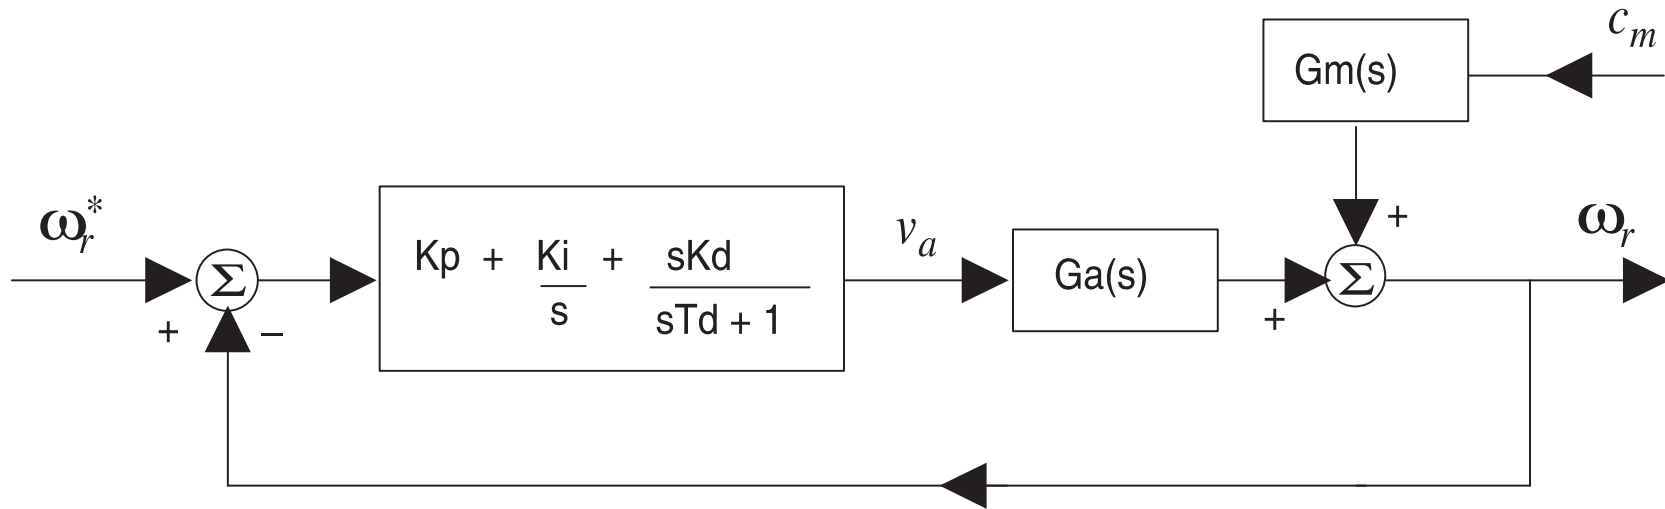 c_m
Gm(s)
+
ω_r^*
Σ
+ −
Kp + Ki/s + sKd/(sTd + 1)
v_a
Ga(s)
+
Σ
ω_r